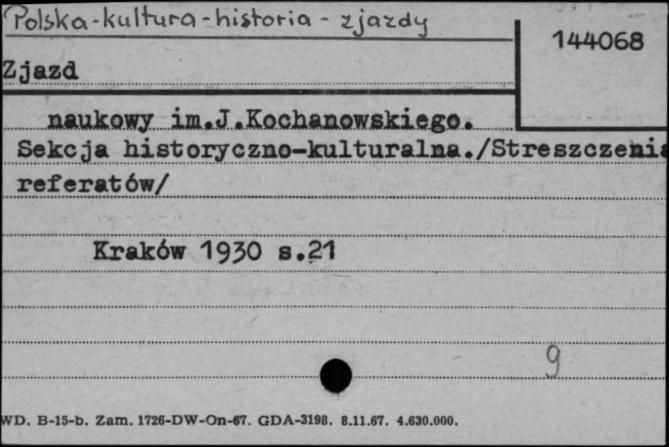 Polska-kultura-historia - zjazdy
144068
Zjazd
naukowy im.J.Kochanowskiego.
Sekcja historyczno-kulturalna./Streszczenia
referatów/
Kraków 1930 s.21
9
WD. B-15-b. Zam. 1726-DW-On-67. GDA-3198. 8.11.67. 4.630.000.